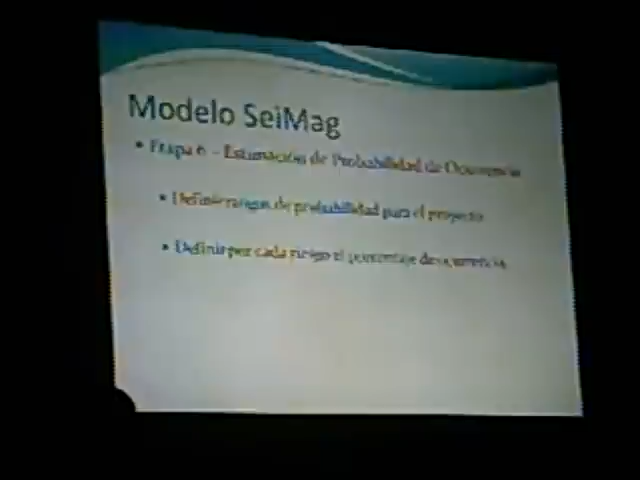 Modelo SeiMag
• Etapa 6 – Estimación de Probabilidad de Ocurrencia
• Definir rangos de probabilidad para el proyecto
• Definir por cada riesgo el porcentaje de ocurrencia